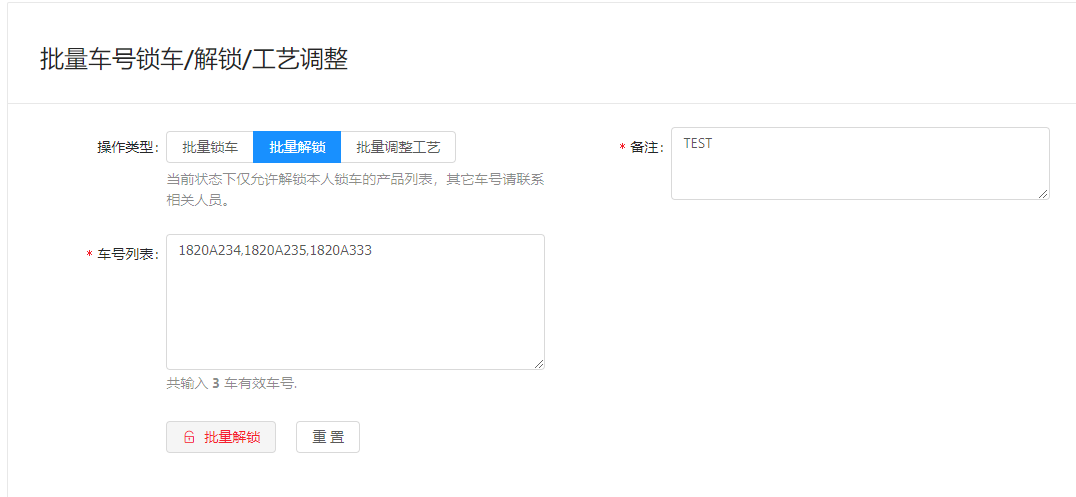 批量车号锁车/解锁/工艺调整
操作类型: 批量锁车 批量解锁 批量调整工艺
当前状态下仅允许解锁本人锁车的产品列表，其它车号请联系
相关人员。
* 备注: TEST
* 车号列表: 1820A234,1820A235,1820A333
共输入 3 车有效车号.
批量解锁 重 置